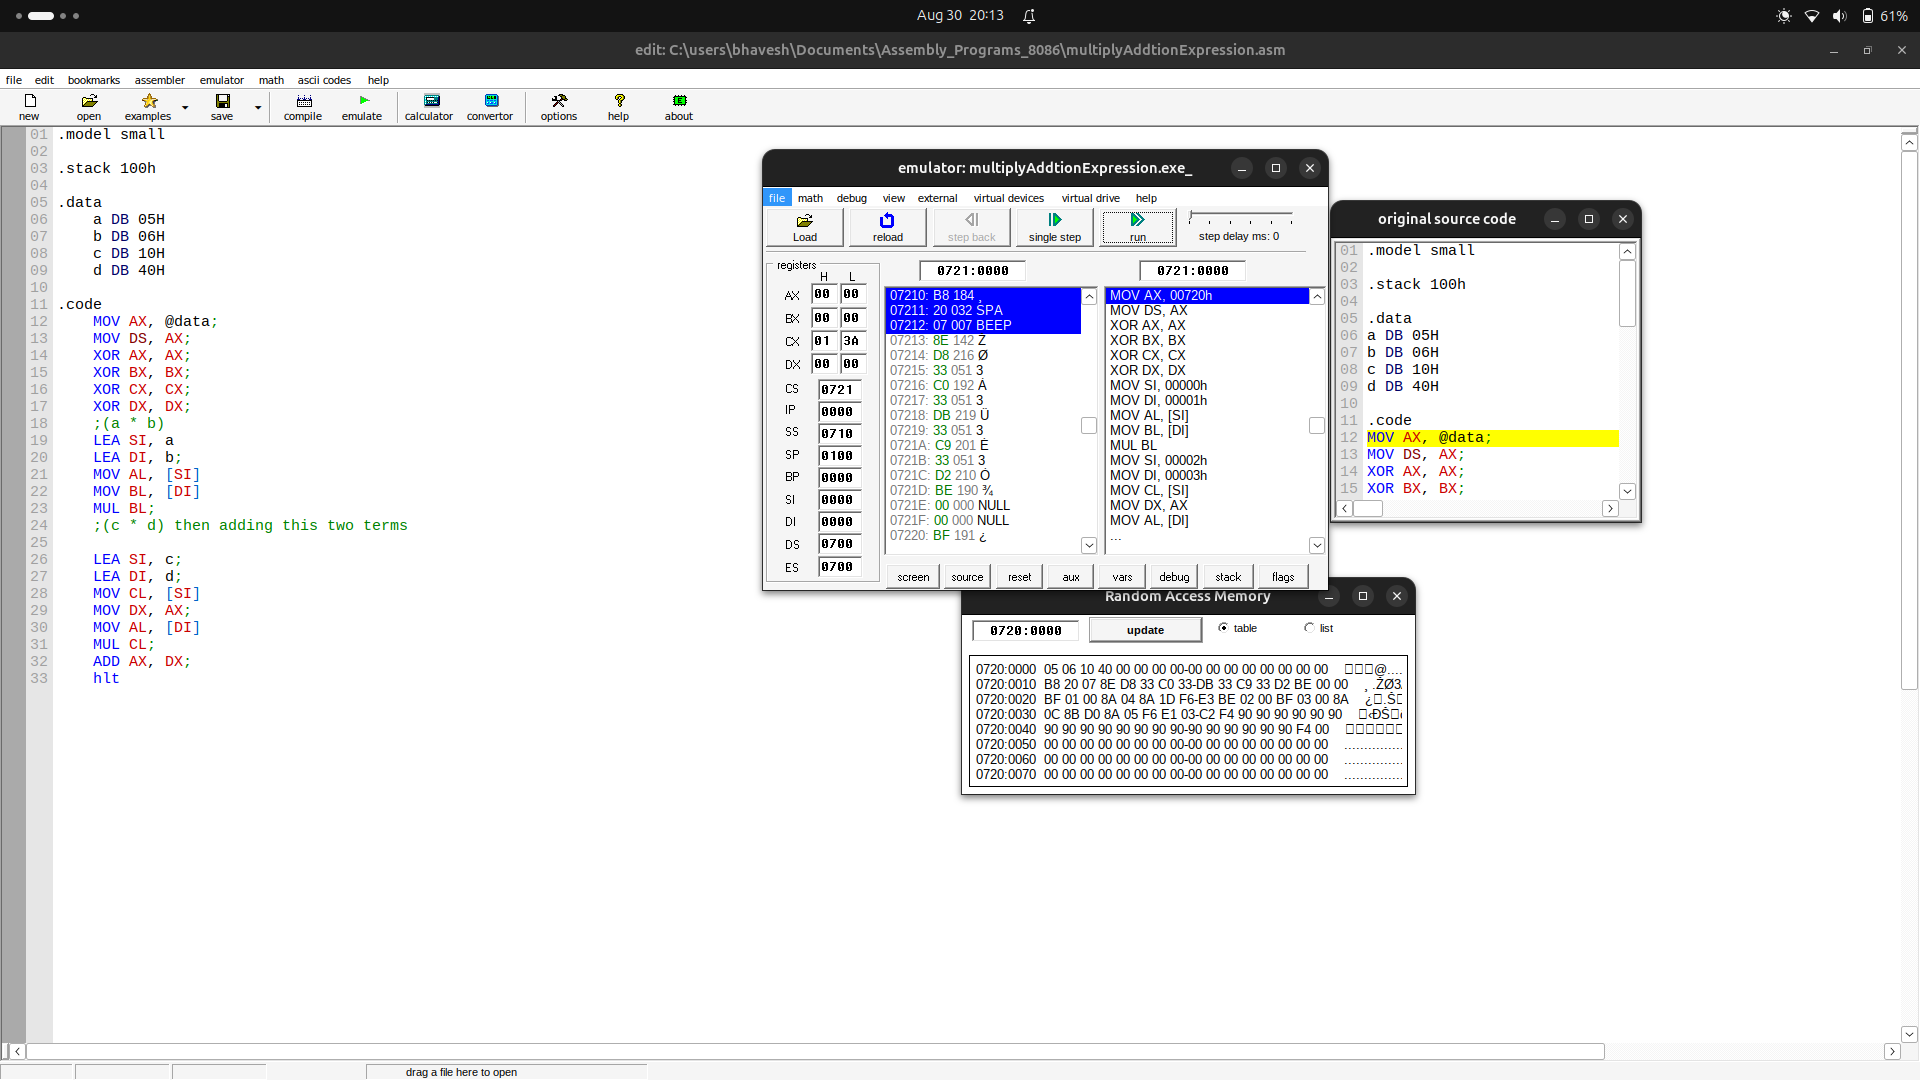 Aug 30 20:13
61%
edit: C:\users\bhavesh\Documents\Assembly_Programs_8086\multiplyAddtionExpression.asm
file edit bookmarks assembler emulator math ascii codes help
new open examples save compile emulate calculator convertor options help about
01 .model small
02
03 .stack 100h
04
05 .data
06 a DB 05H
07 b DB 06H
08 c DB 10H
09 d DB 40H
10
11 .code
12 MOV AX, @data;
13 MOV DS, AX;
14 XOR AX, AX;
15 XOR BX, BX;
16 XOR CX, CX;
17 XOR DX, DX;
18 ;(a * b)
19 LEA SI, a
20 LEA DI, b;
21 MOV AL, [SI]
22 MOV BL, [DI]
23 MUL BL;
24 ;(c * d) then adding this two terms
25
26 LEA SI, c;
27 LEA DI, d;
28 MOV CL, [SI]
29 MOV DX, AX;
30 MOV AL, [DI]
31 MUL CL;
32 ADD AX, DX;
33 hlt
emulator: multiplyAddtionExpression.exe_
file math debug view external virtual devices virtual drive help
Load reload step back single step run step delay ms: 0
registers
H L
AX 00 00
BX 00 00
CX 01 3A
DX 00 00
CS 0721
IP 0000
SS 0710
SP 0100
BP 0000
SI 0000
DI 0000
DS 0700
ES 0700
0721:0000
07210: B8 184 ¸
07211: 20 032 SPA
07212: 07 007 BEEP
07213: 8E 142 Ž
07214: D8 216 Ø
07215: 33 051 3
07216: C0 192 À
07217: 33 051 3
07218: DB 219 Û
07219: 33 051 3
0721A: C9 201 É
0721B: 33 051 3
0721C: D2 210 Ò
0721D: BE 190 ¾
0721E: 00 000 NULL
0721F: 00 000 NULL
07220: BF 191 ¿
0721:0000
MOV AX, 00720h
MOV DS, AX
XOR AX, AX
XOR BX, BX
XOR CX, CX
XOR DX, DX
MOV SI, 00000h
MOV DI, 00001h
MOV AL, [SI]
MOV BL, [DI]
MUL BL
MOV SI, 00002h
MOV DI, 00003h
MOV CL, [SI]
MOV DX, AX
MOV AL, [DI]
...
screen source reset aux vars debug stack flags
original source code
01 .model small
02
03 .stack 100h
04
05 .data
06 a DB 05H
07 b DB 06H
08 c DB 10H
09 d DB 40H
10
11 .code
12 MOV AX, @data;
13 MOV DS, AX;
14 XOR AX, AX;
15 XOR BX, BX;
Random Access Memory
0720:0000 update table list
0720:0000 05 06 10 40 00 00 00 00-00 00 00 00 00 00 00 00
0720:0010 B8 20 07 8E D8 33 C0 33-DB 33 C9 33 D2 BE 00 00
0720:0020 BF 01 00 8A 04 8A 1D F6-E3 BE 02 00 BF 03 00 8A
0720:0030 0C 8B D0 8A 05 F6 E1 03-C2 F4 90 90 90 90 90 90
0720:0040 90 90 90 90 90 90 90 90-90 90 90 90 90 90 F4 00
0720:0050 00 00 00 00 00 00 00 00-00 00 00 00 00 00 00 00
0720:0060 00 00 00 00 00 00 00 00-00 00 00 00 00 00 00 00
0720:0070 00 00 00 00 00 00 00 00-00 00 00 00 00 00 00 00
drag a file here to open